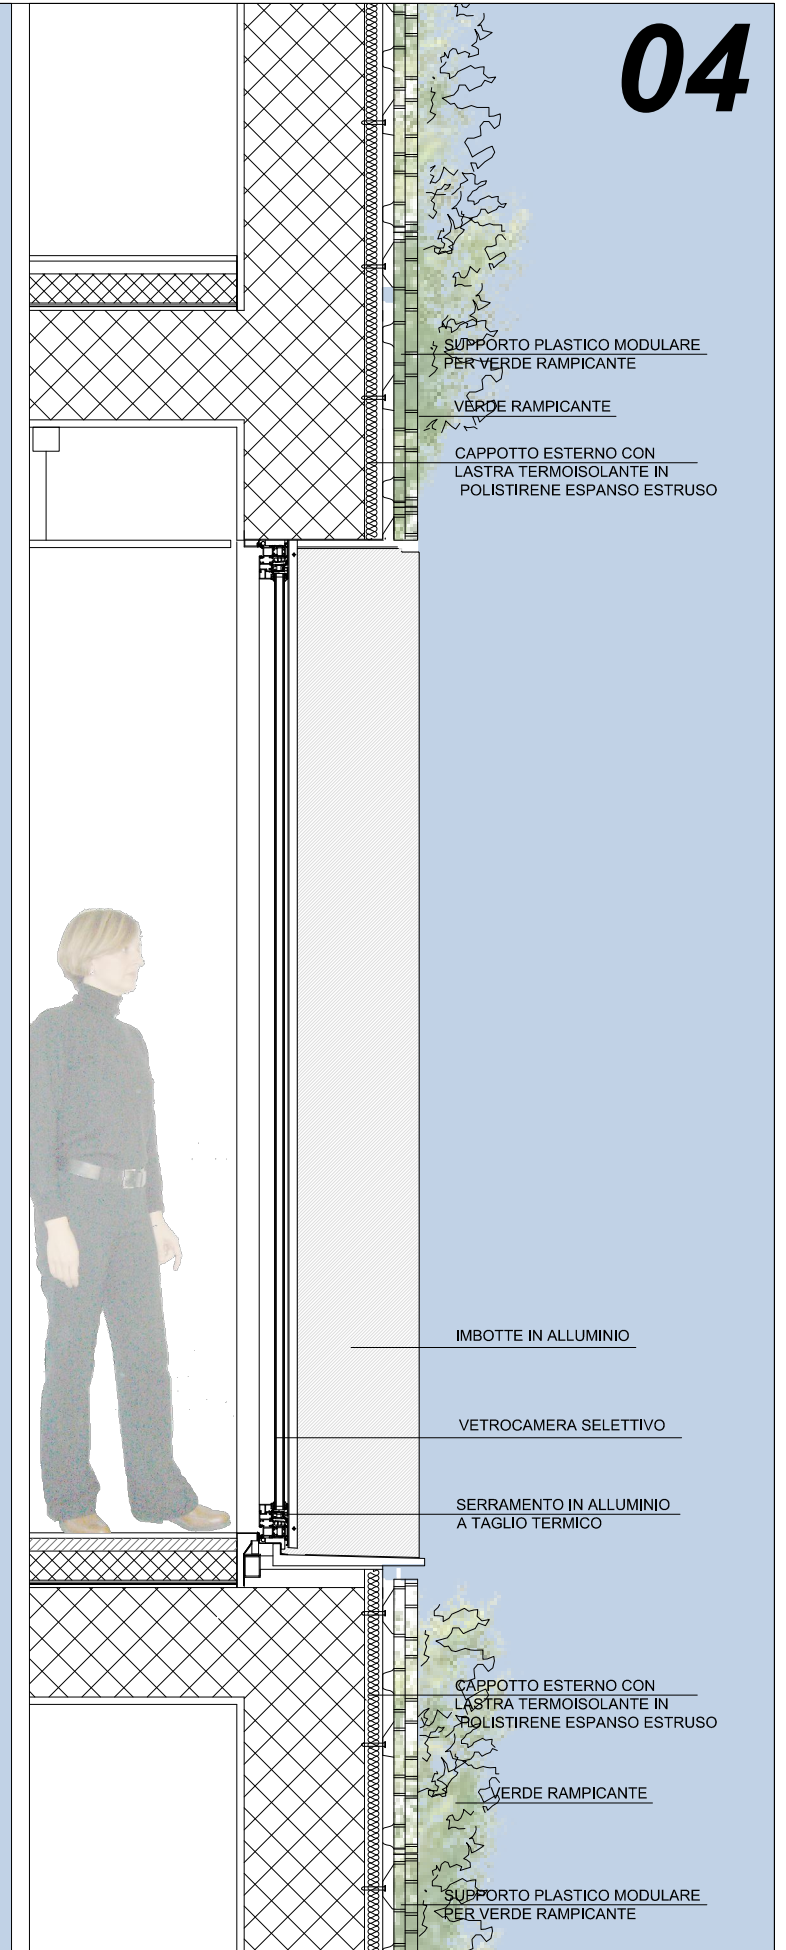 04
SUPPORTO PLASTICO MODULARE
PER VERDE RAMPICANTE
VERDE RAMPICANTE
CAPPOTTO ESTERNO CON
LASTRA TERMOISOLANTE IN
POLISTIRENE ESPANSO ESTRUSO
IMBOTTE IN ALLUMINIO
VETROCAMERA SELETTIVO
SERRAMENTO IN ALLUMINIO
A TAGLIO TERMICO
CAPPOTTO ESTERNO CON
LASTRA TERMOISOLANTE IN
POLISTIRENE ESPANSO ESTRUSO
VERDE RAMPICANTE
SUPPORTO PLASTICO MODULARE
PER VERDE RAMPICANTE